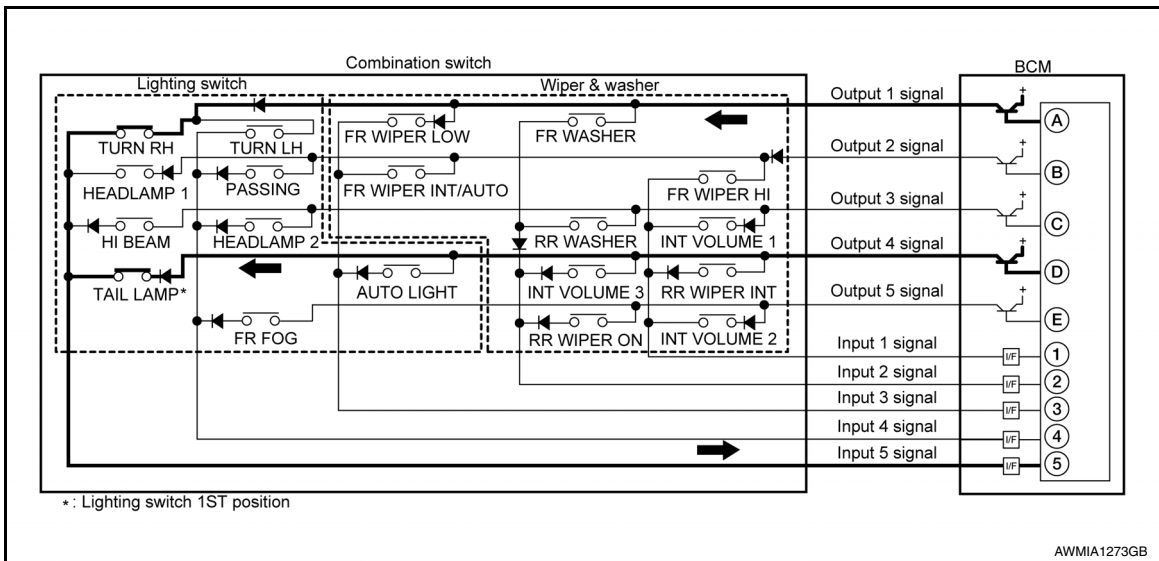 Combination switch
BCM
Lighting switch
Wiper & washer
Output 1 signal
+
A
TURN RH
TURN LH
FR WIPER LOW
FR WASHER
Output 2 signal
+
B
HEADLAMP 1
PASSING
FR WIPER INT/AUTO
FR WIPER HI
Output 3 signal
+
C
HI BEAM
HEADLAMP 2
RR WASHER
INT VOLUME 1
Output 4 signal
+
D
TAIL LAMP*
AUTO LIGHT
INT VOLUME 3
RR WIPER INT
Output 5 signal
+
E
FR FOG
RR WIPER ON
INT VOLUME 2
Input 1 signal
I/F
1
Input 2 signal
I/F
2
Input 3 signal
I/F
3
Input 4 signal
I/F
4
Input 5 signal
I/F
5
* : Lighting switch 1ST position
AWMIA1273GB